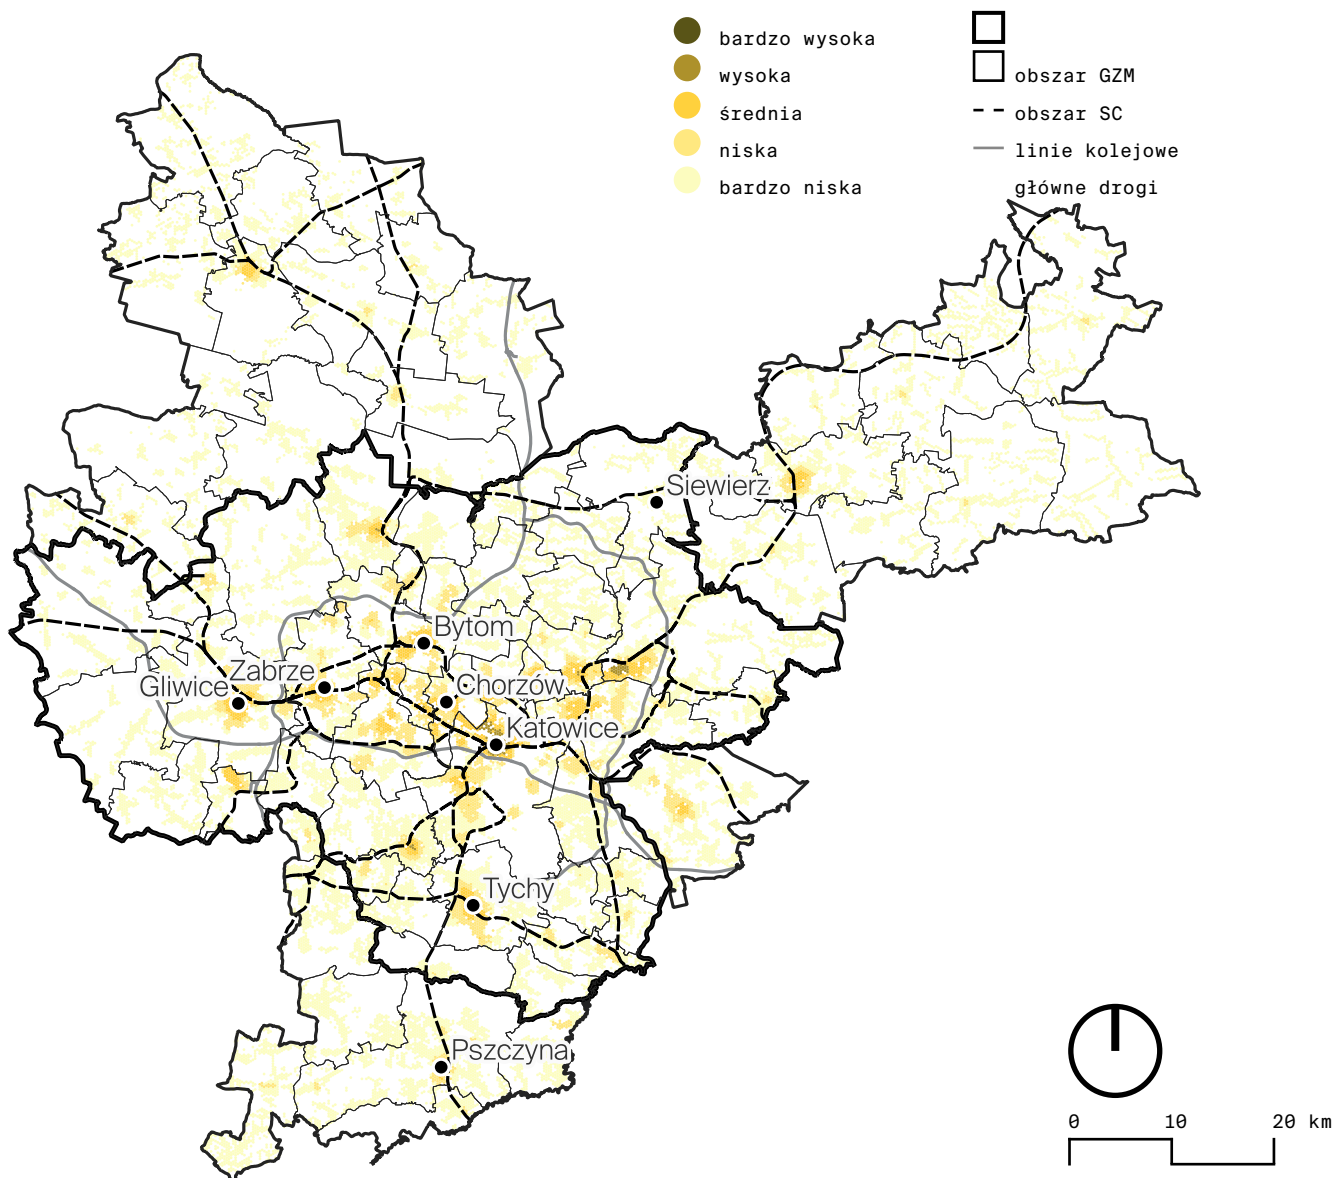 bardzo wysoka
wysoka
średnia
niska
bardzo niska
obszar GZM
obszar SC
linie kolejowe
główne drogi
Siewierz
Bytom
Zabrze
Gliwice
Chorzów
Katowice
Tychy
Pszczyna
0 10 20 km